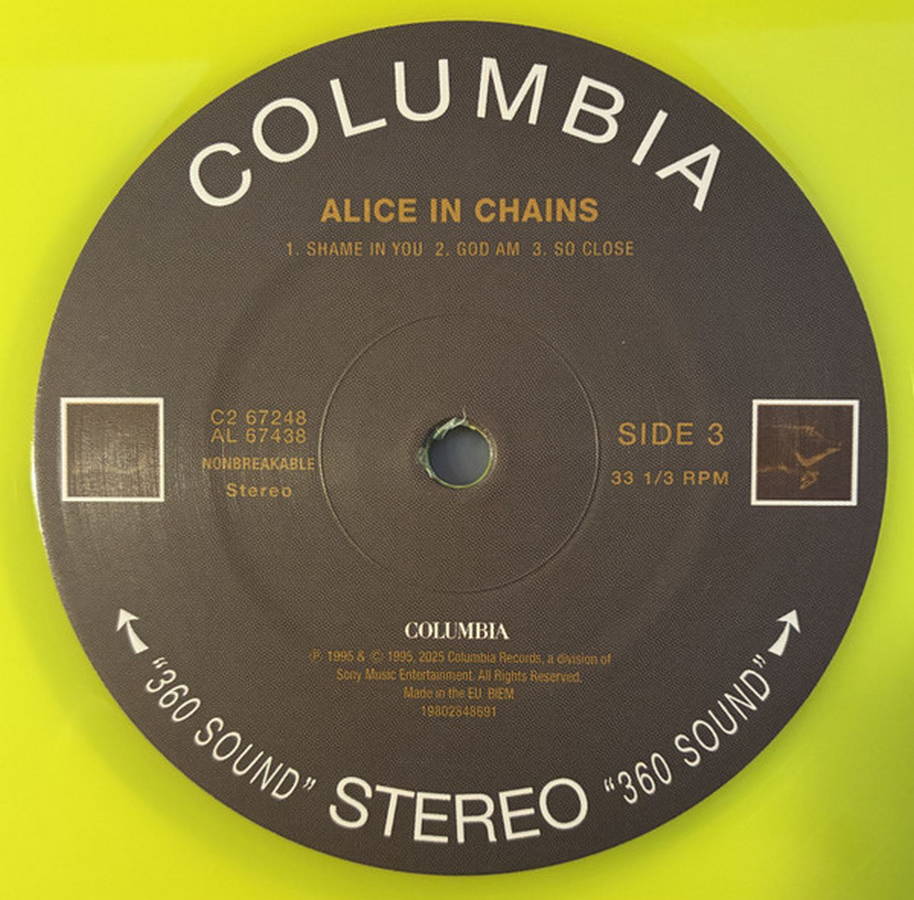 COLUMBIA
ALICE IN CHAINS
1. SHAME IN YOU 2. GOD AM 3. SO CLOSE
C2 67248
AL 67438
NONBREAKABLE
Stereo
SIDE 3
33 1/3 RPM
COLUMBIA
℗ 1995 & © 1995, 2025 Columbia Records, a division of
Sony Music Entertainment. All Rights Reserved.
Made in the EU BIEM
19802848691
"360 SOUND" STEREO "360 SOUND"